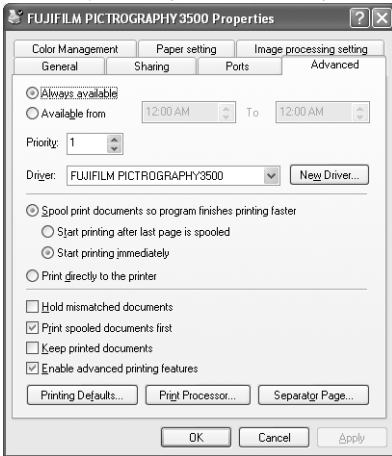 FUJIFILM PICTROGRAPHY 3500 Properties
Color Management Paper setting Image processing setting
General Sharing Ports Advanced
Always available
Available from 12:00 AM To 12:00 AM
Priority: 1
Driver: FUJIFILM PICTROGRAPHY3500 New Driver...
Spool print documents so program finishes printing faster
Start printing after last page is spooled
Start printing immediately
Print directly to the printer
Hold mismatched documents
Print spooled documents first
Keep printed documents
Enable advanced printing features
Printing Defaults... Print Processor... Separator Page...
OK Cancel Apply